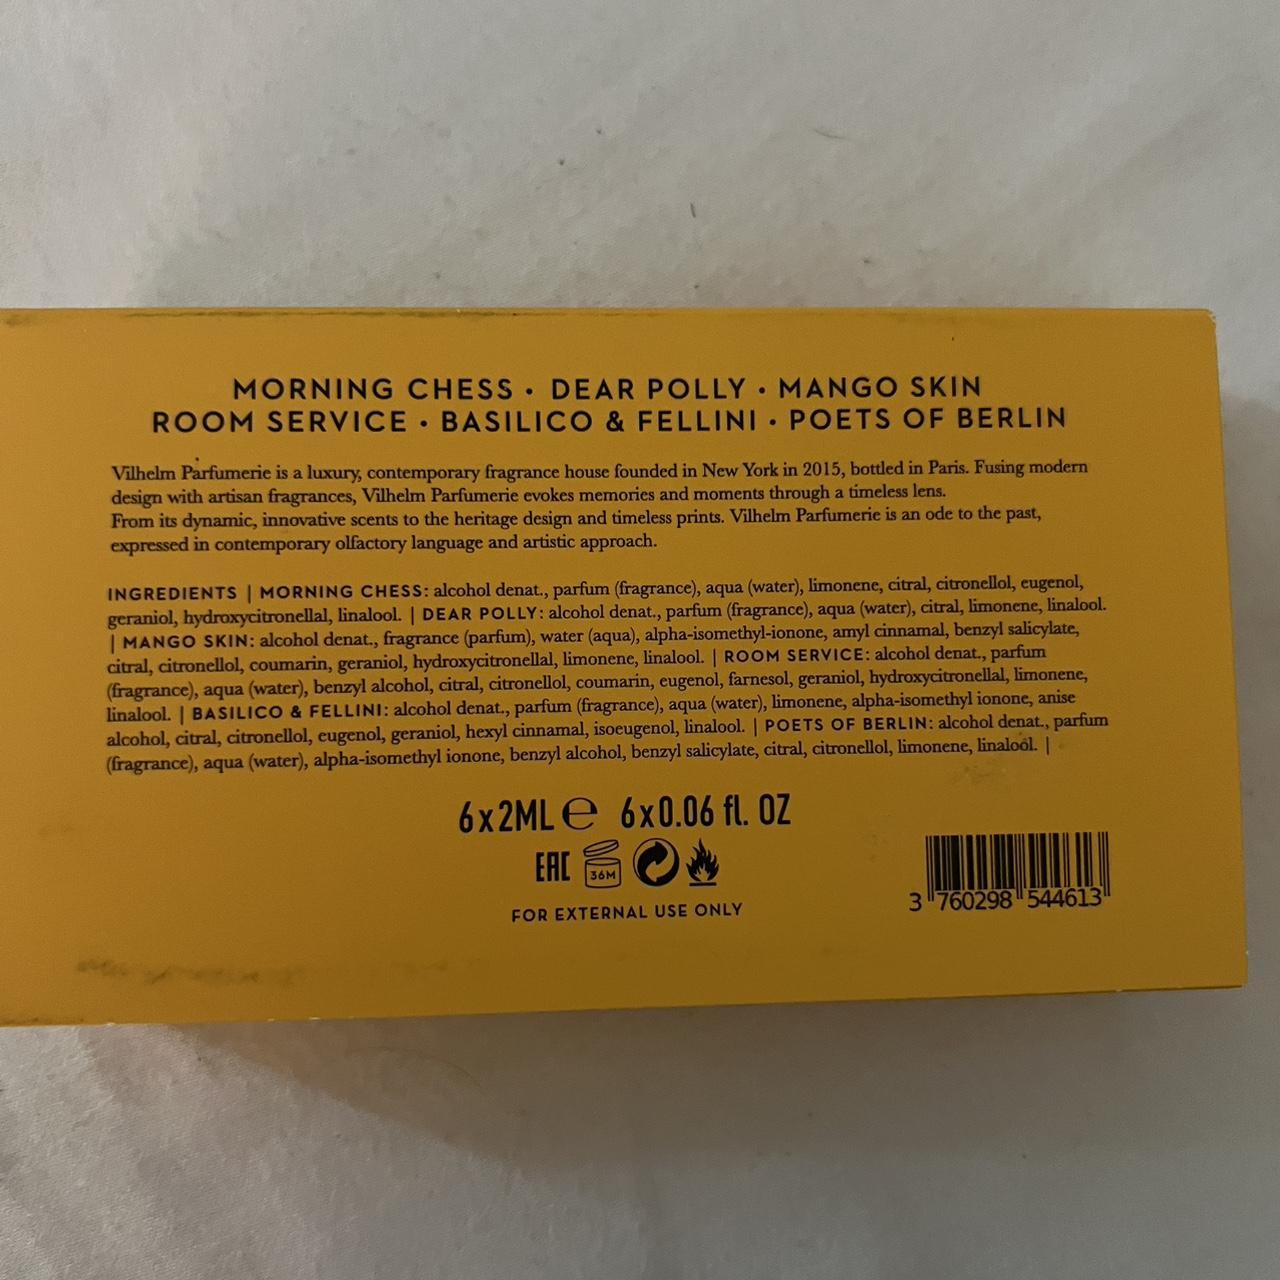 MORNING CHESS • DEAR POLLY • MANGO SKIN
ROOM SERVICE • BASILICO & FELLINI • POETS OF BERLIN
Vilhelm Parfumerie is a luxury, contemporary fragrance house founded in New York in 2015, bottled in Paris. Fusing modern
design with artisan fragrances, Vilhelm Parfumerie evokes memories and moments through a timeless lens.
From its dynamic, innovative scents to the heritage design and timeless prints. Vilhelm Parfumerie is an ode to the past,
expressed in contemporary olfactory language and artistic approach.
INGREDIENTS | MORNING CHESS: alcohol denat., parfum (fragrance), aqua (water), limonene, citral, citronellol, eugenol,
geraniol, hydroxycitronellal, linalool. | DEAR POLLY: alcohol denat., parfum (fragrance), aqua (water), citral, limonene, linalool.
| MANGO SKIN: alcohol denat., fragrance (parfum), water (aqua), alpha-isomethyl-ionone, amyl cinnamal, benzyl salicylate,
citral, citronellol, coumarin, geraniol, hydroxycitronellal, limonene, linalool. | ROOM SERVICE: alcohol denat., parfum
(fragrance), aqua (water), benzyl alcohol, citral, citronellol, coumarin, eugenol, farnesol, geraniol, hydroxycitronellal, limonene,
linalool. | BASILICO & FELLINI: alcohol denat., parfum (fragrance), aqua (water), limonene, alpha-isomethyl ionone, anise
alcohol, citral, citronellol, eugenol, geraniol, hexyl cinnamal, isoeugenol, linalool. | POETS OF BERLIN: alcohol denat., parfum
(fragrance), aqua (water), alpha-isomethyl ionone, benzyl alcohol, benzyl salicylate, citral, citronellol, limonene, linalool. |
6x2ML ℮ 6x0.06 fl. OZ
EAC 36M
FOR EXTERNAL USE ONLY
3 760298 544613